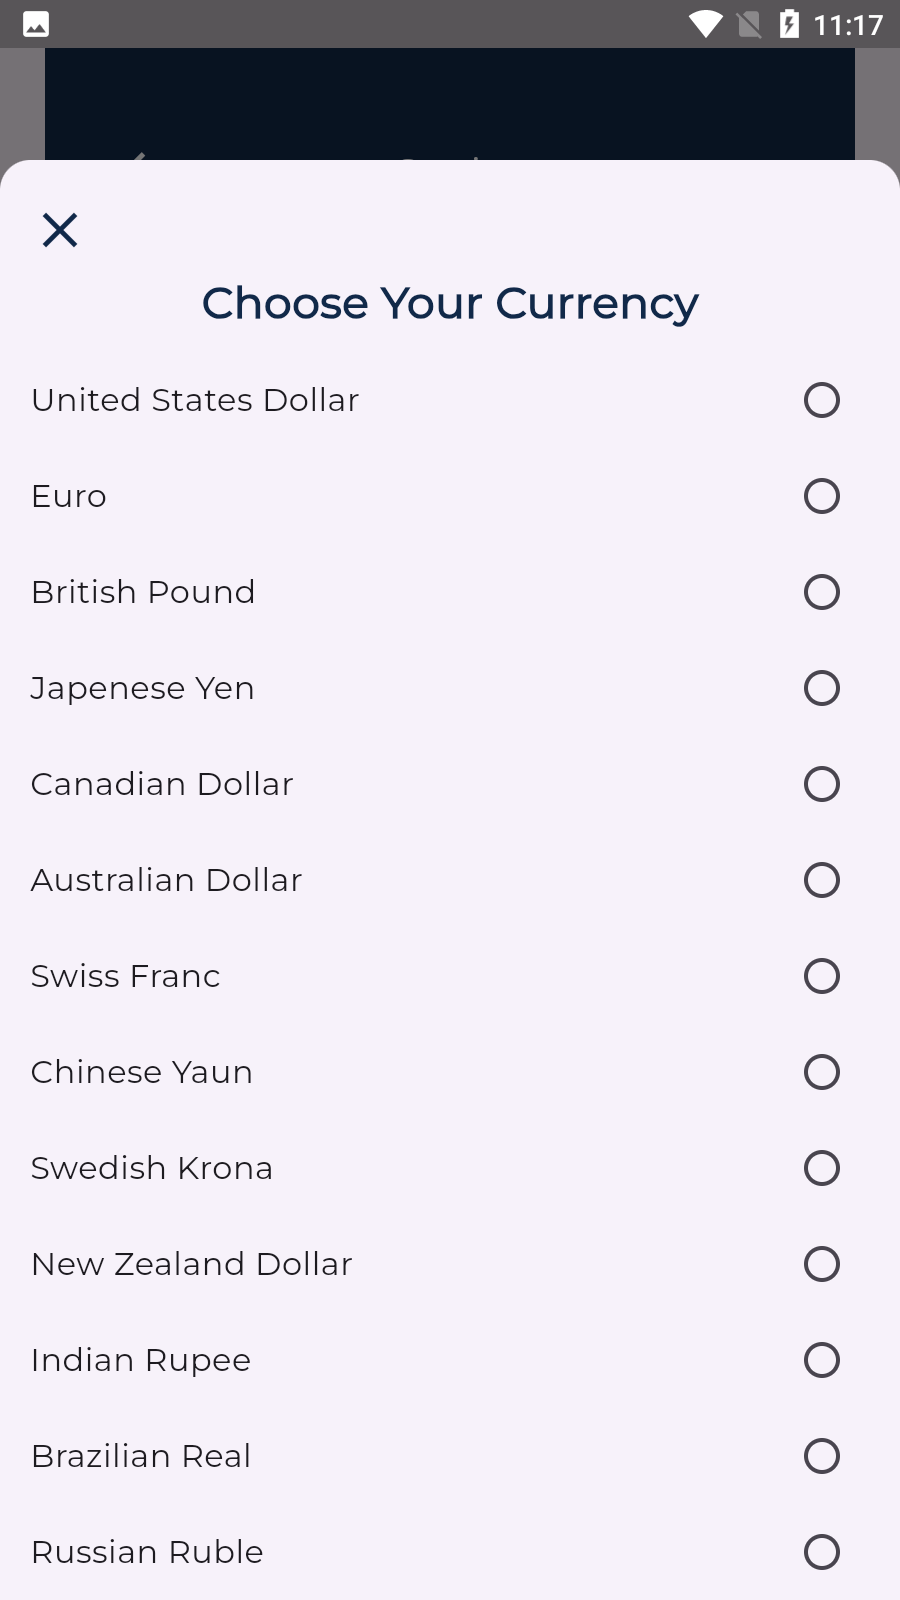 11:17
Choose Your Currency
United States Dollar
Euro
British Pound
Japenese Yen
Canadian Dollar
Australian Dollar
Swiss Franc
Chinese Yaun
Swedish Krona
New Zealand Dollar
Indian Rupee
Brazilian Real
Russian Ruble